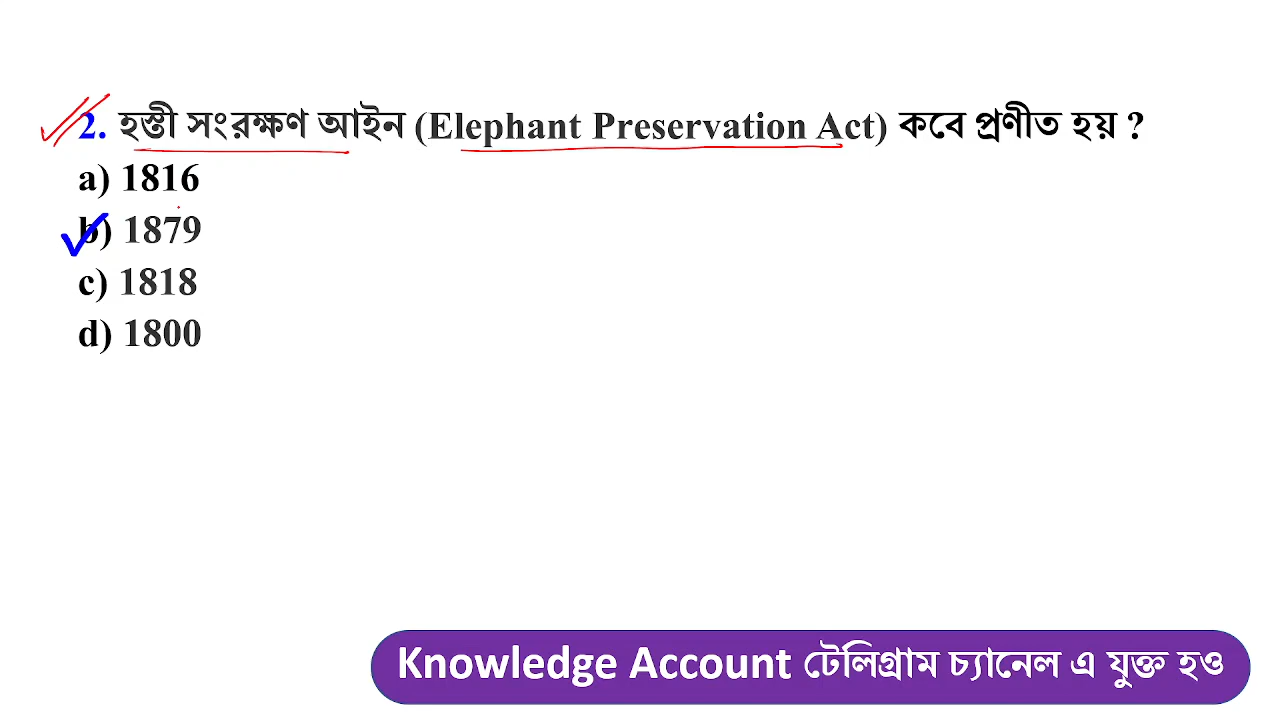 2. হস্তী সংরক্ষণ আইন (Elephant Preservation Act) কবে প্রণীত হয় ?
a) 1816
b) 1879
c) 1818
d) 1800
Knowledge Account টেলিগ্রাম চ্যানেল এ যুক্ত হও